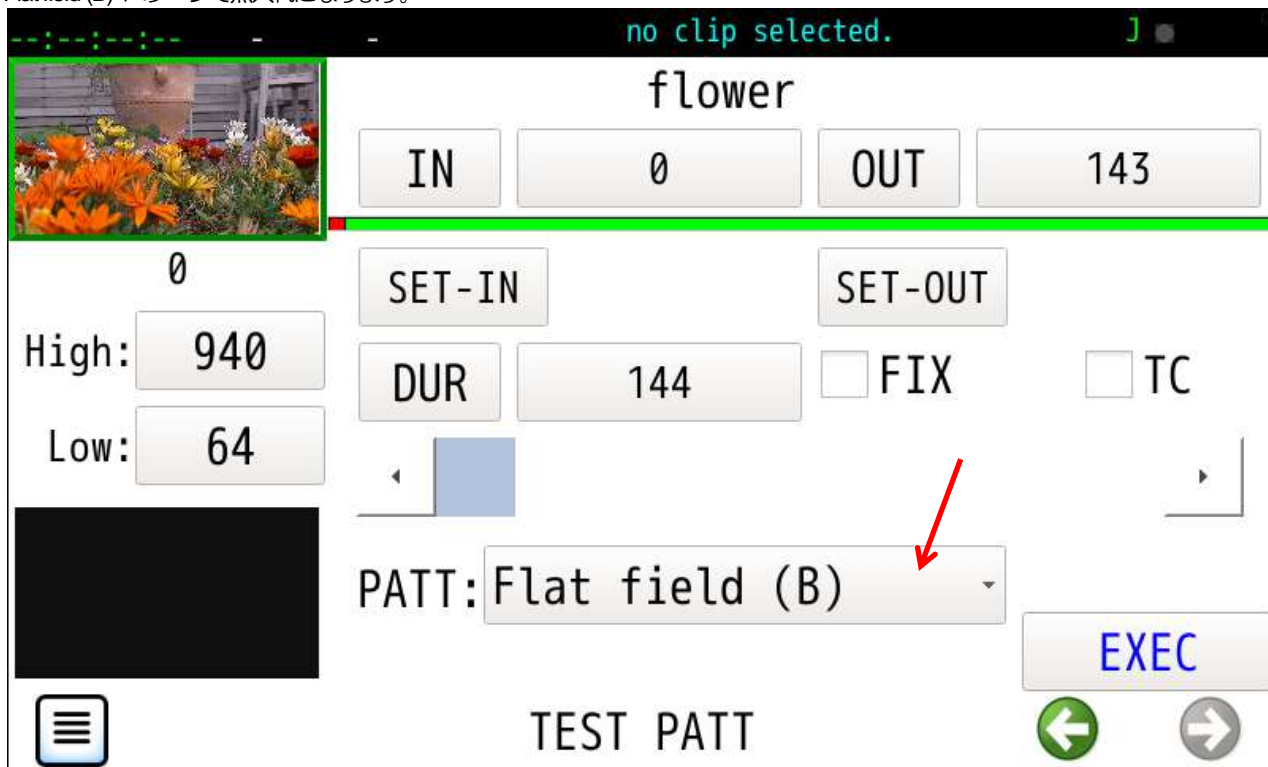 --:--:--:-- - - no clip selected. J
flower
IN 0 OUT 143
0
SET-IN SET-OUT
High: 940
DUR 144 FIX TC
Low: 64
PATT: Flat field (B)
EXEC
TEST PATT